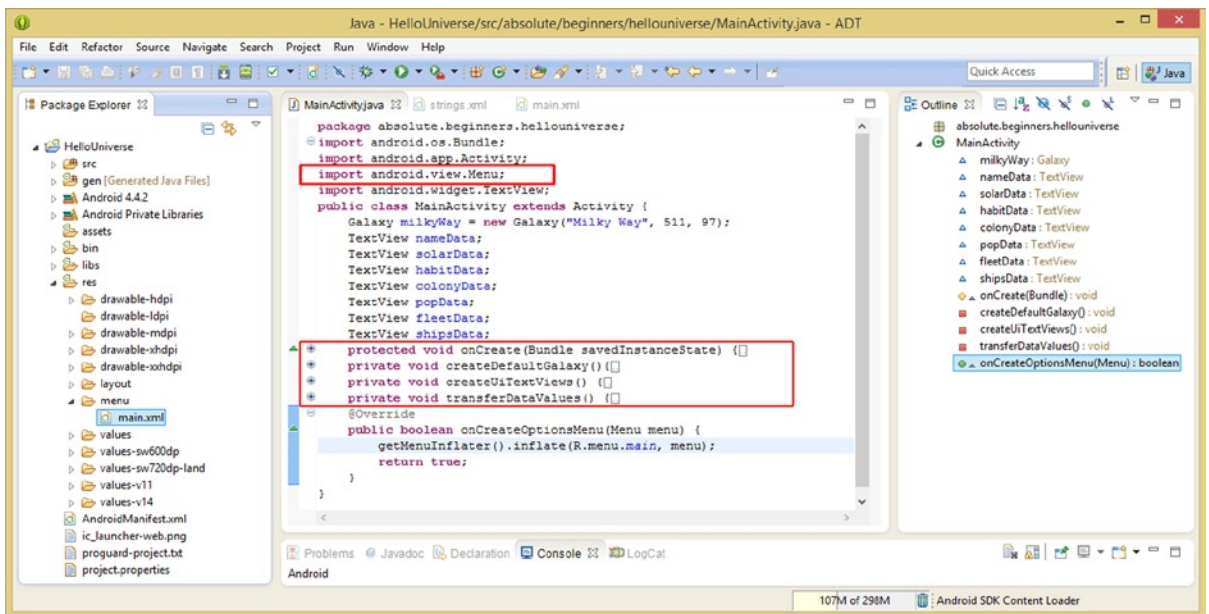 Java - HelloUniverse/src/absolute/beginners/hellouniverse/MainActivity.java - ADT
File Edit Refactor Source Navigate Search Project Run Window Help
Quick Access
Java
Package Explorer
HelloUniverse
src
gen [Generated Java Files]
Android 4.4.2
Android Private Libraries
assets
bin
libs
res
drawable-hdpi
drawable-ldpi
drawable-mdpi
drawable-xhdpi
drawable-xxhdpi
layout
menu
main.xml
values
values-sw600dp
values-sw720dp-land
values-v11
values-v14
AndroidManifest.xml
ic_launcher-web.png
proguard-project.txt
project.properties
MainActivity.java strings.xml main.xml
package absolute.beginners.hellouniverse;
import android.os.Bundle;
import android.app.Activity;
import android.view.Menu;
import android.widget.TextView;
public class MainActivity extends Activity {
Galaxy milkyWay = new Galaxy("Milky Way", 511, 97);
TextView nameData;
TextView solarData;
TextView habitData;
TextView colonyData;
TextView popData;
TextView fleetData;
TextView shipsData;
protected void onCreate(Bundle savedInstanceState) {
private void createDefaultGalaxy(){
private void createUiTextViews() {
private void transferDataValues() {
@Override
public boolean onCreateOptionsMenu(Menu menu) {
getMenuInflater().inflate(R.menu.main, menu);
return true;
}
}
Outline
absolute.beginners.hellouniverse
MainActivity
milkyWay : Galaxy
nameData : TextView
solarData : TextView
habitData : TextView
colonyData : TextView
popData : TextView
fleetData : TextView
shipsData : TextView
onCreate(Bundle) : void
createDefaultGalaxy() : void
createUiTextViews() : void
transferDataValues() : void
onCreateOptionsMenu(Menu) : boolean
Problems @ Javadoc Declaration Console LogCat
Android
107M of 298M
Android SDK Content Loader